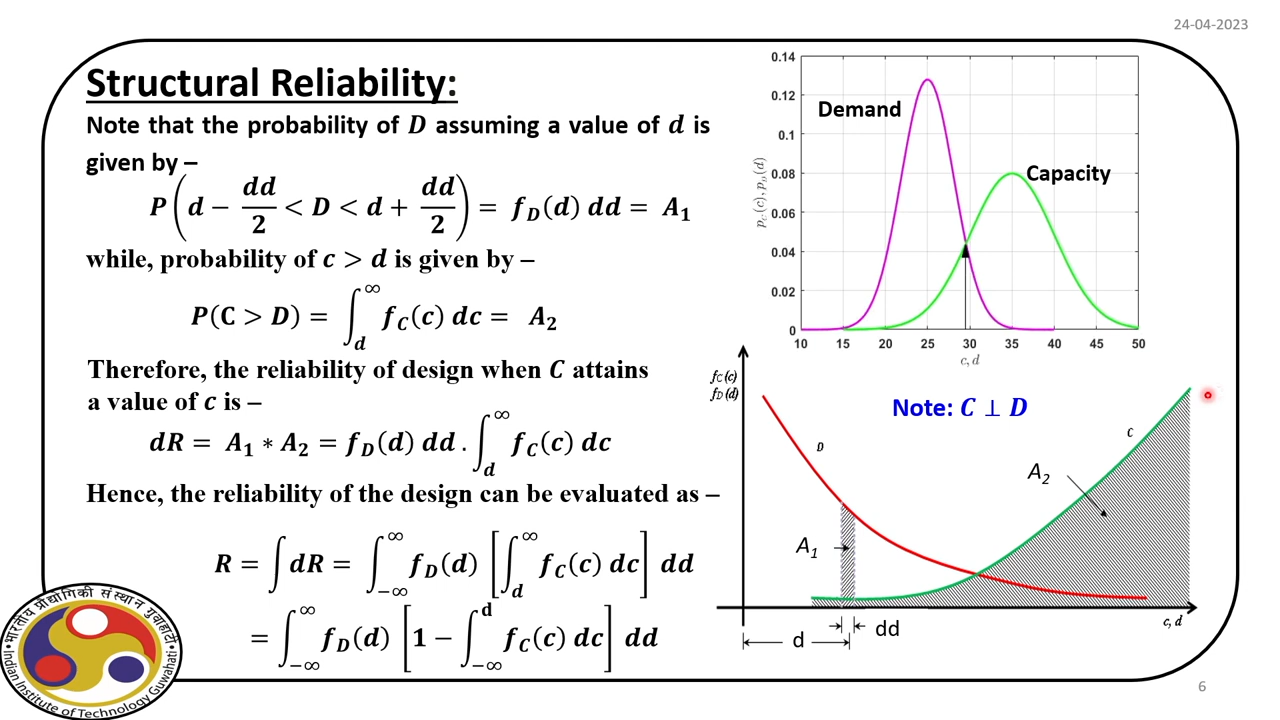 24-04-2023
Structural Reliability:
Note that the probability of D assuming a value of d is
given by –
P(d − dd/2 < D < d + dd/2) = f_D(d) dd = A₁
while, probability of c > d is given by –
P(C > D) = ∫_d^∞ f_C(c) dc = A₂
Therefore, the reliability of design when C attains
a value of c is –
dR = A₁ * A₂ = f_D(d) dd . ∫_d^∞ f_C(c) dc
Hence, the reliability of the design can be evaluated as –
R = ∫ dR = ∫_−∞^∞ f_D(d) [∫_d^∞ f_C(c) dc] dd
= ∫_−∞^∞ f_D(d) [1 − ∫_−∞^d f_C(c) dc] dd
0.14
0.12
0.1
0.08
0.06
0.04
0.02
0
p_C(c), p_D(d)
Demand
Capacity
10 15 20 25 30 35 40 45 50
c, d
f_C(c)
f_D(d)
Note: C ⊥ D
D
C
A₂
A₁
c, d
dd
d
भारतीय प्रौद्योगिकी संस्थान गुवाहाटी
Indian Institute of Technology Guwahati
6